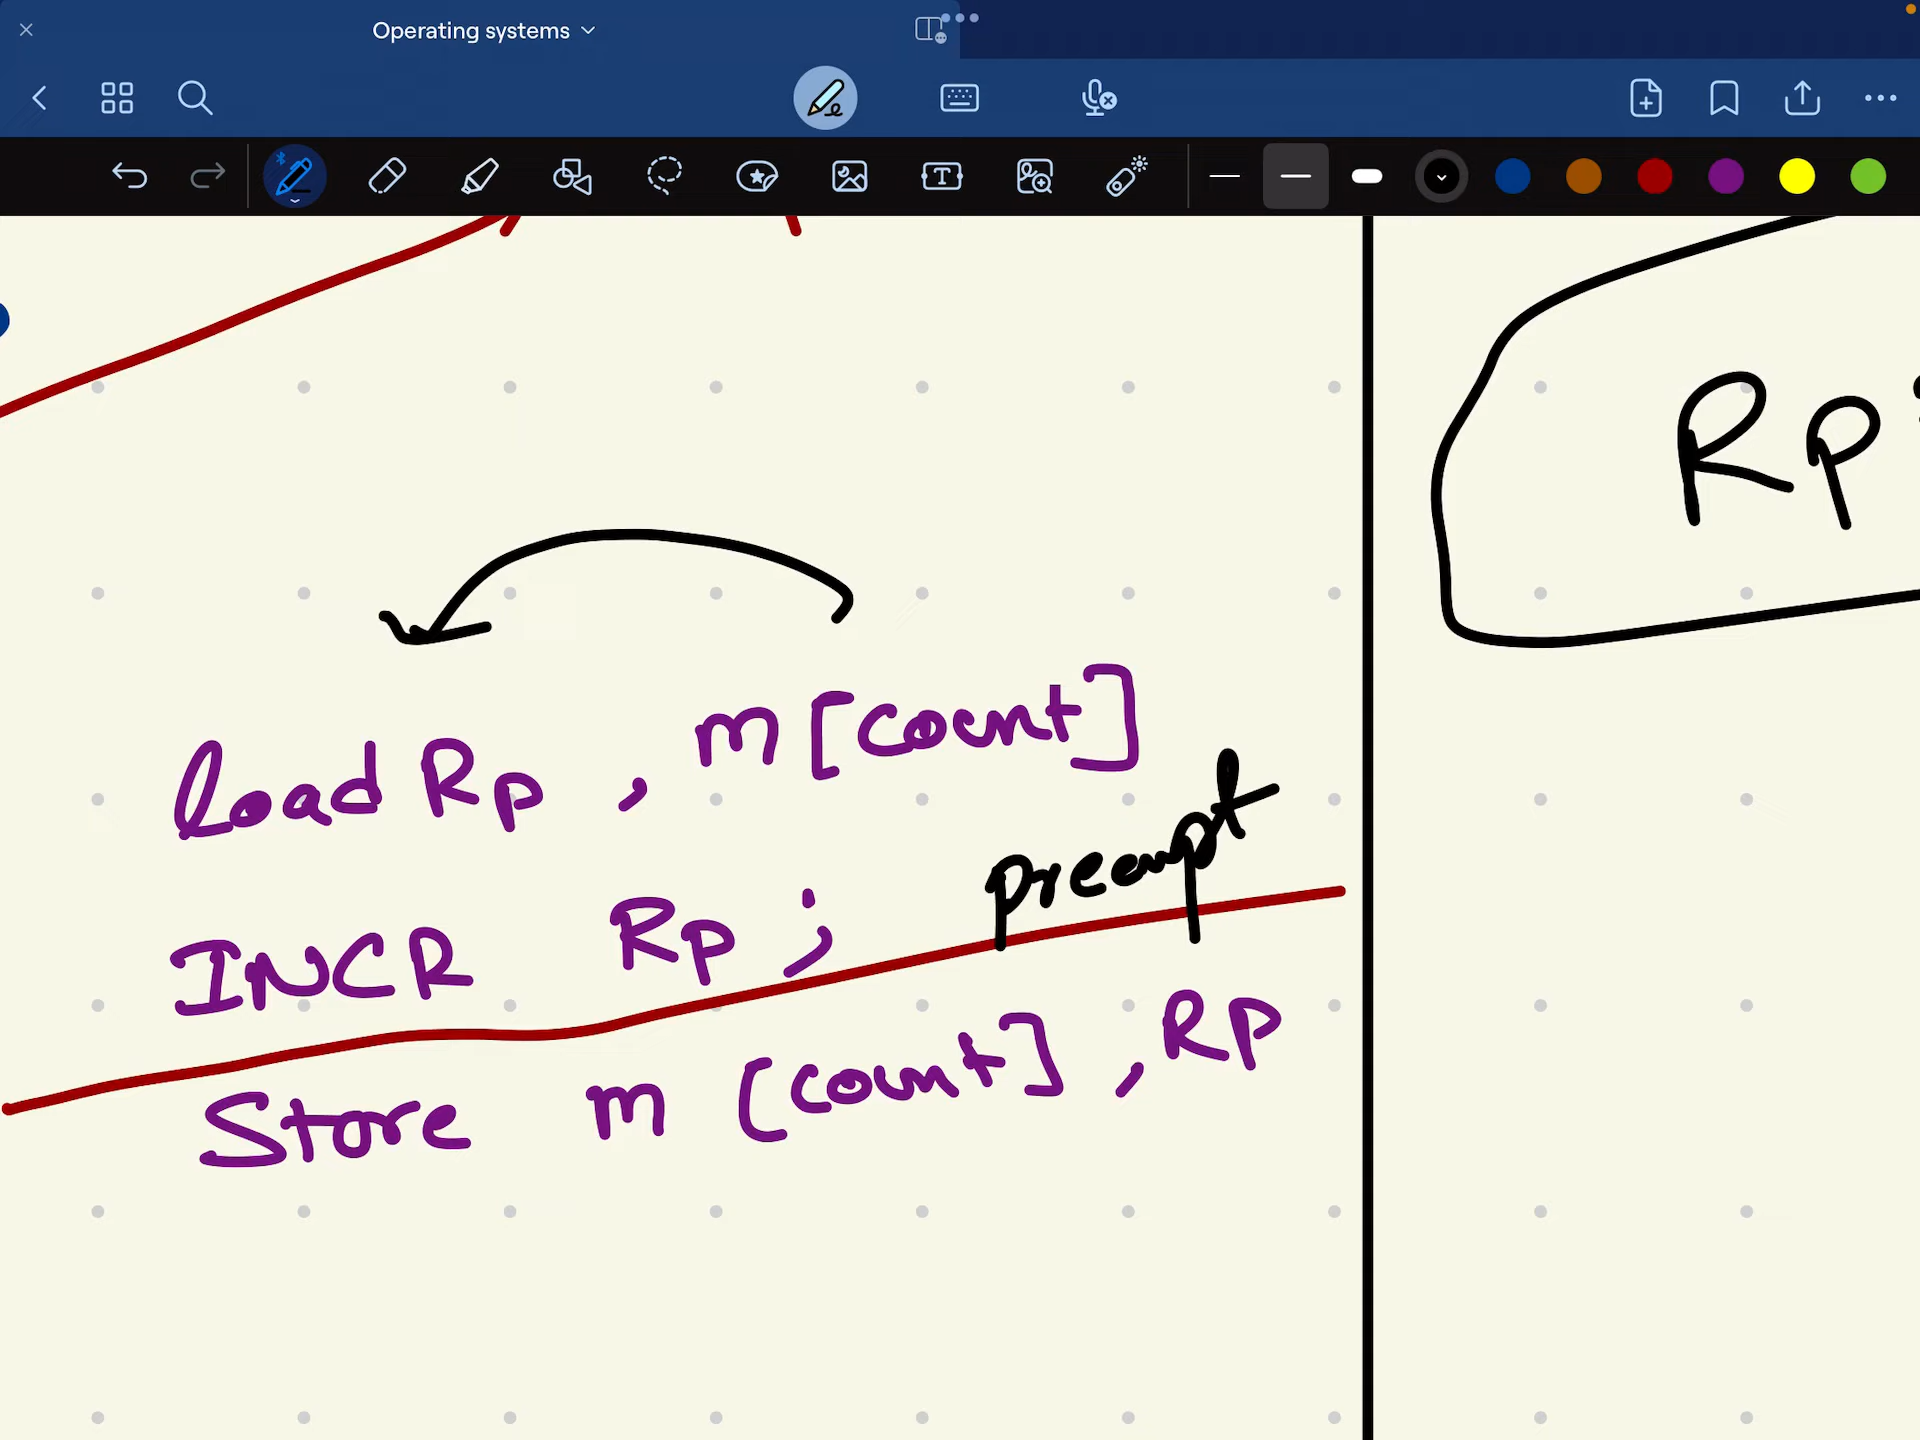 Operating systems
Rp
load Rp , m[count]
preempt
INCR Rp ;
Store m [count] , Rp